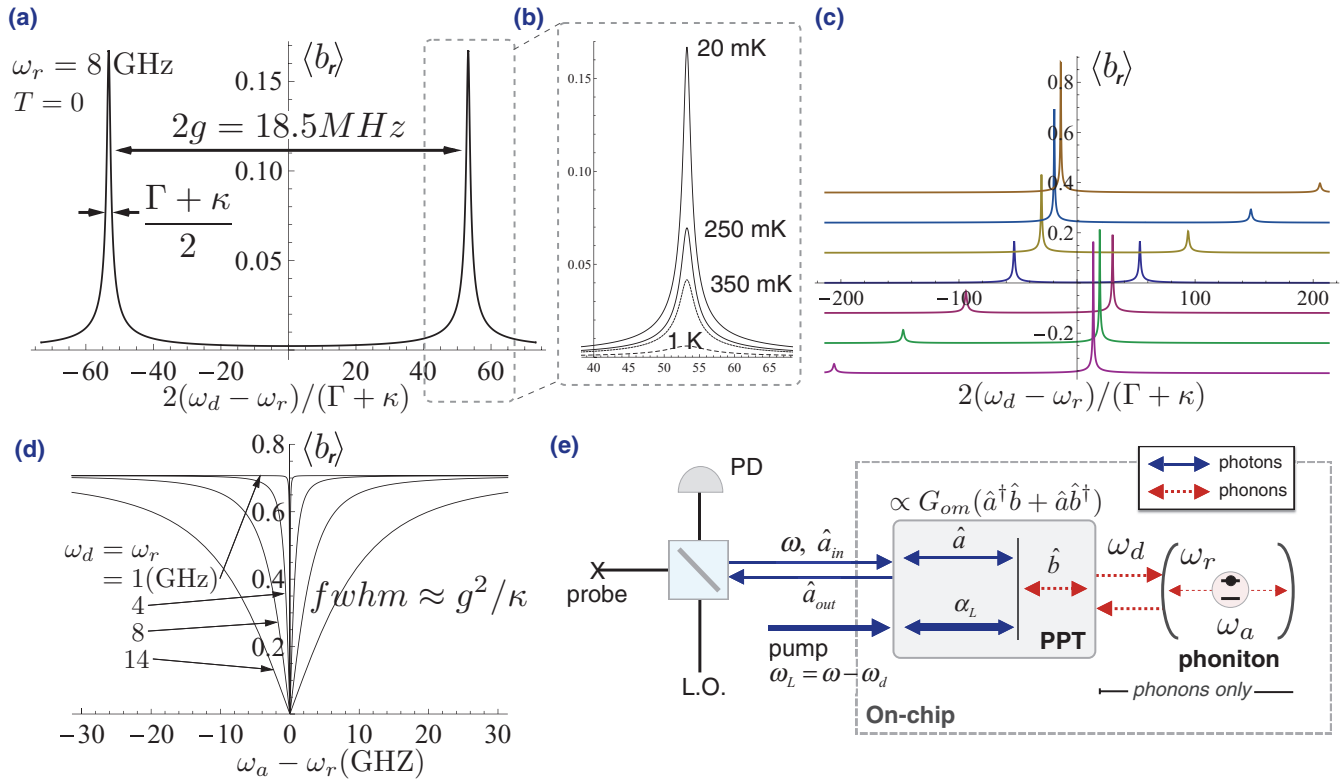 (a)
ω_r = 8 GHz
T = 0
⟨b_r⟩
0.15
0.10
0.05
2g = 18.5MHz
Γ + κ
2
−60 −40 −20 0 20 40 60
2(ω_d − ω_r)/(Γ + κ)
(b)
20 mK
250 mK
350 mK
1 K
0.15
0.10
0.05
40 45 50 55 60 65
(c)
⟨b_r⟩
0.8
0.6
0.4
0.2
−0.2
−200 −100 0 100 200
2(ω_d − ω_r)/(Γ + κ)
(d)
⟨b_r⟩
0.8
0.6
0.4
0.2
ω_d = ω_r
= 1(GHz)
4
8
14
fwhm ≈ g²/κ
−30 −20 −10 0 10 20 30
ω_a − ω_r(GHZ)
(e)
PD
probe
L.O.
ω, â_in
â_out
pump
ω_L = ω − ω_d
∝ G_om(â†b̂ + âb̂†)
â
b̂
α_L
PPT
photons
phonons
ω_d
ω_r
ω_a
phoniton
phonons only
On-chip